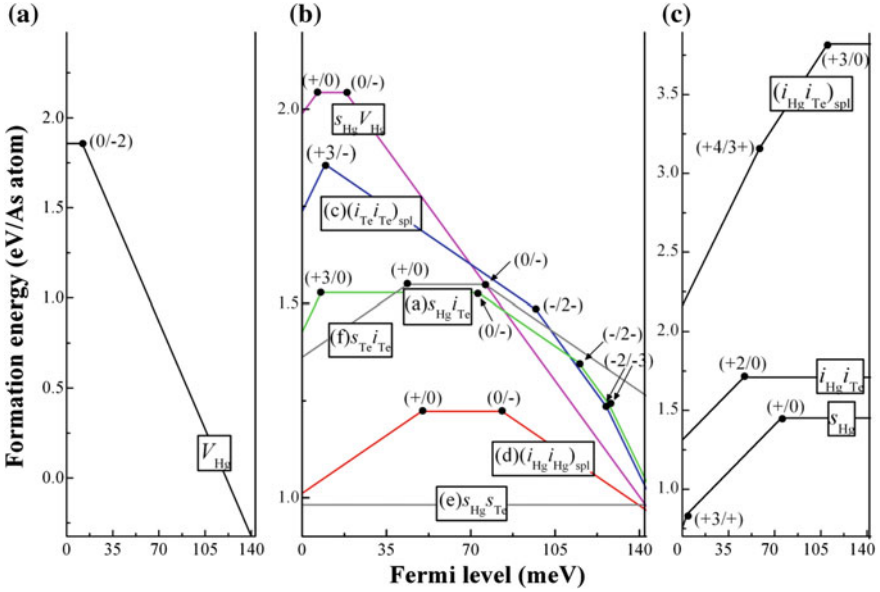 (a)
(b)
(c)
Formation energy (eV/As atom)
2.0
1.5
1.0
0.5
0.0
(0/-2)
V_Hg
0 35 70 105 140
2.0
1.5
1.0
(+/0) (0/-)
s_Hg V_Hg
(+3/-)
(c)(i_Te i_Te)_spl
(+/0)
(0/-)
(+3/0)
(a)s_Hg i_Te
(-/2-)
(f)s_Te i_Te
(0/-)
(-/2-)
(-2/-3)
(+/0) (0/-)
(d)(i_Hg i_Hg)_spl
(e)s_Hg s_Te
0 35 70 105 140
Fermi level (meV)
3.5
3.0
2.5
2.0
1.5
1.0
(+3/0)
(i_Hg i_Te)_spl
(+4/3+)
(+2/0)
i_Hg i_Te
(+/0)
s_Hg
(+3/+)
0 35 70 105 140